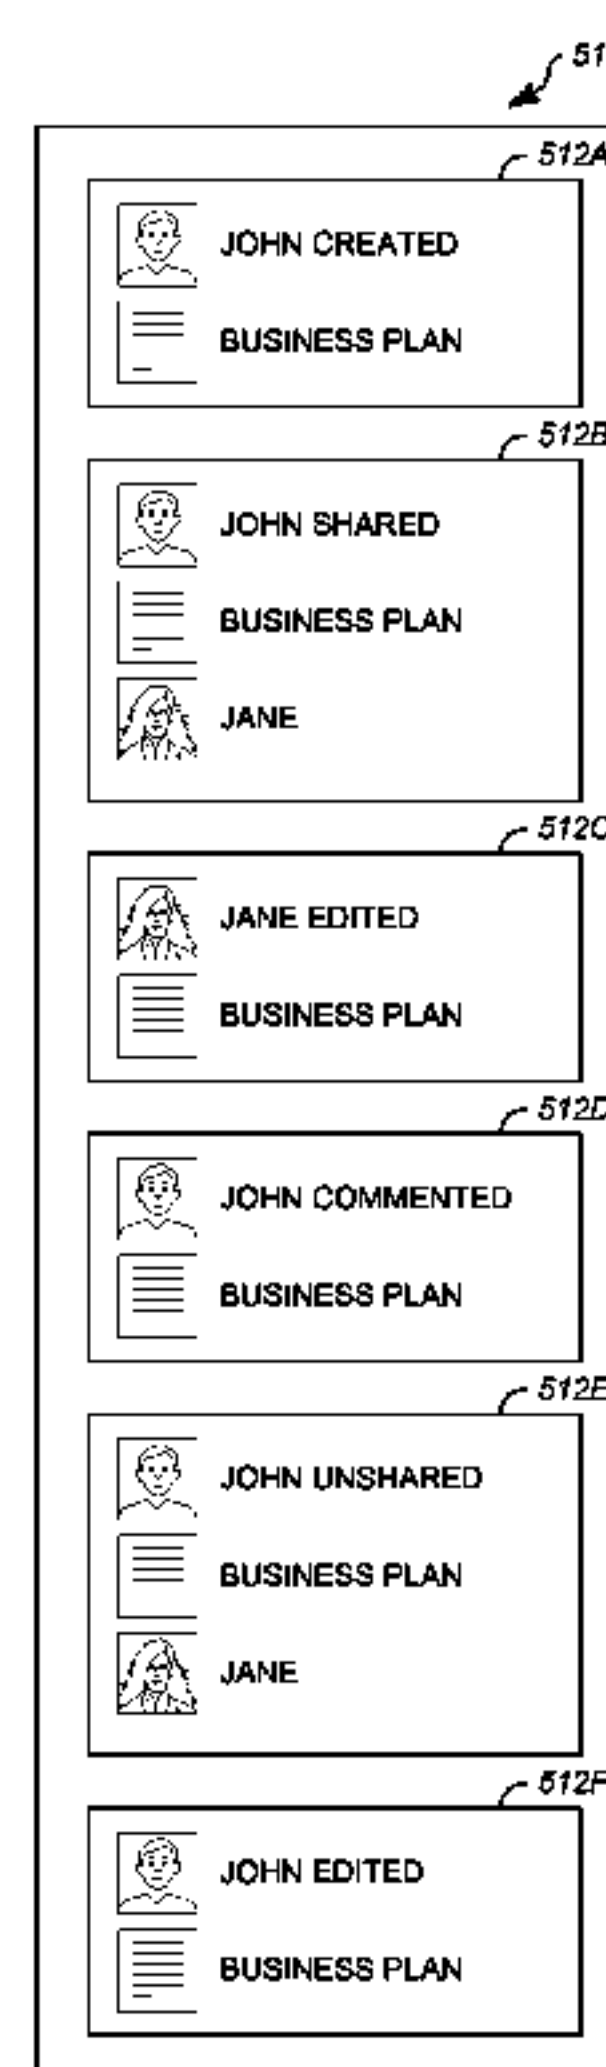 51
512A
JOHN CREATED
BUSINESS PLAN
512B
JOHN SHARED
BUSINESS PLAN
JANE
512C
JANE EDITED
BUSINESS PLAN
512D
JOHN COMMENTED
BUSINESS PLAN
512E
JOHN UNSHARED
BUSINESS PLAN
JANE
512F
JOHN EDITED
BUSINESS PLAN